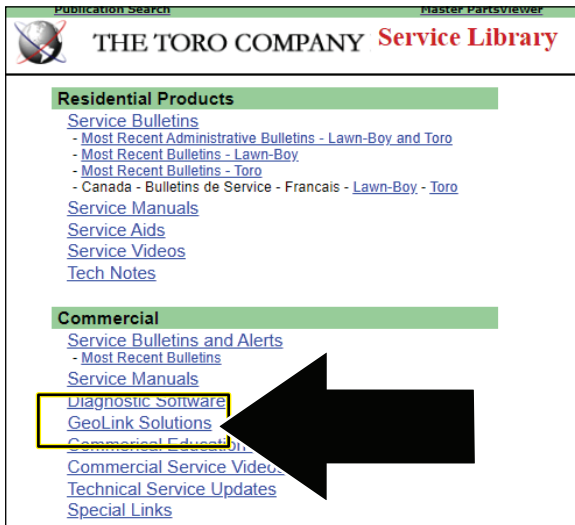 Publication Search Master PartsViewer
THE TORO COMPANY Service Library
Residential Products
Service Bulletins
- Most Recent Administrative Bulletins - Lawn-Boy and Toro
- Most Recent Bulletins - Lawn-Boy
- Most Recent Bulletins - Toro
- Canada - Bulletins de Service - Francais - Lawn-Boy - Toro
Service Manuals
Service Aids
Service Videos
Tech Notes
Commercial
Service Bulletins and Alerts
- Most Recent Bulletins
Service Manuals
Diagnostic Software
GeoLink Solutions
Commerical Education
Commercial Service Videos
Technical Service Updates
Special Links